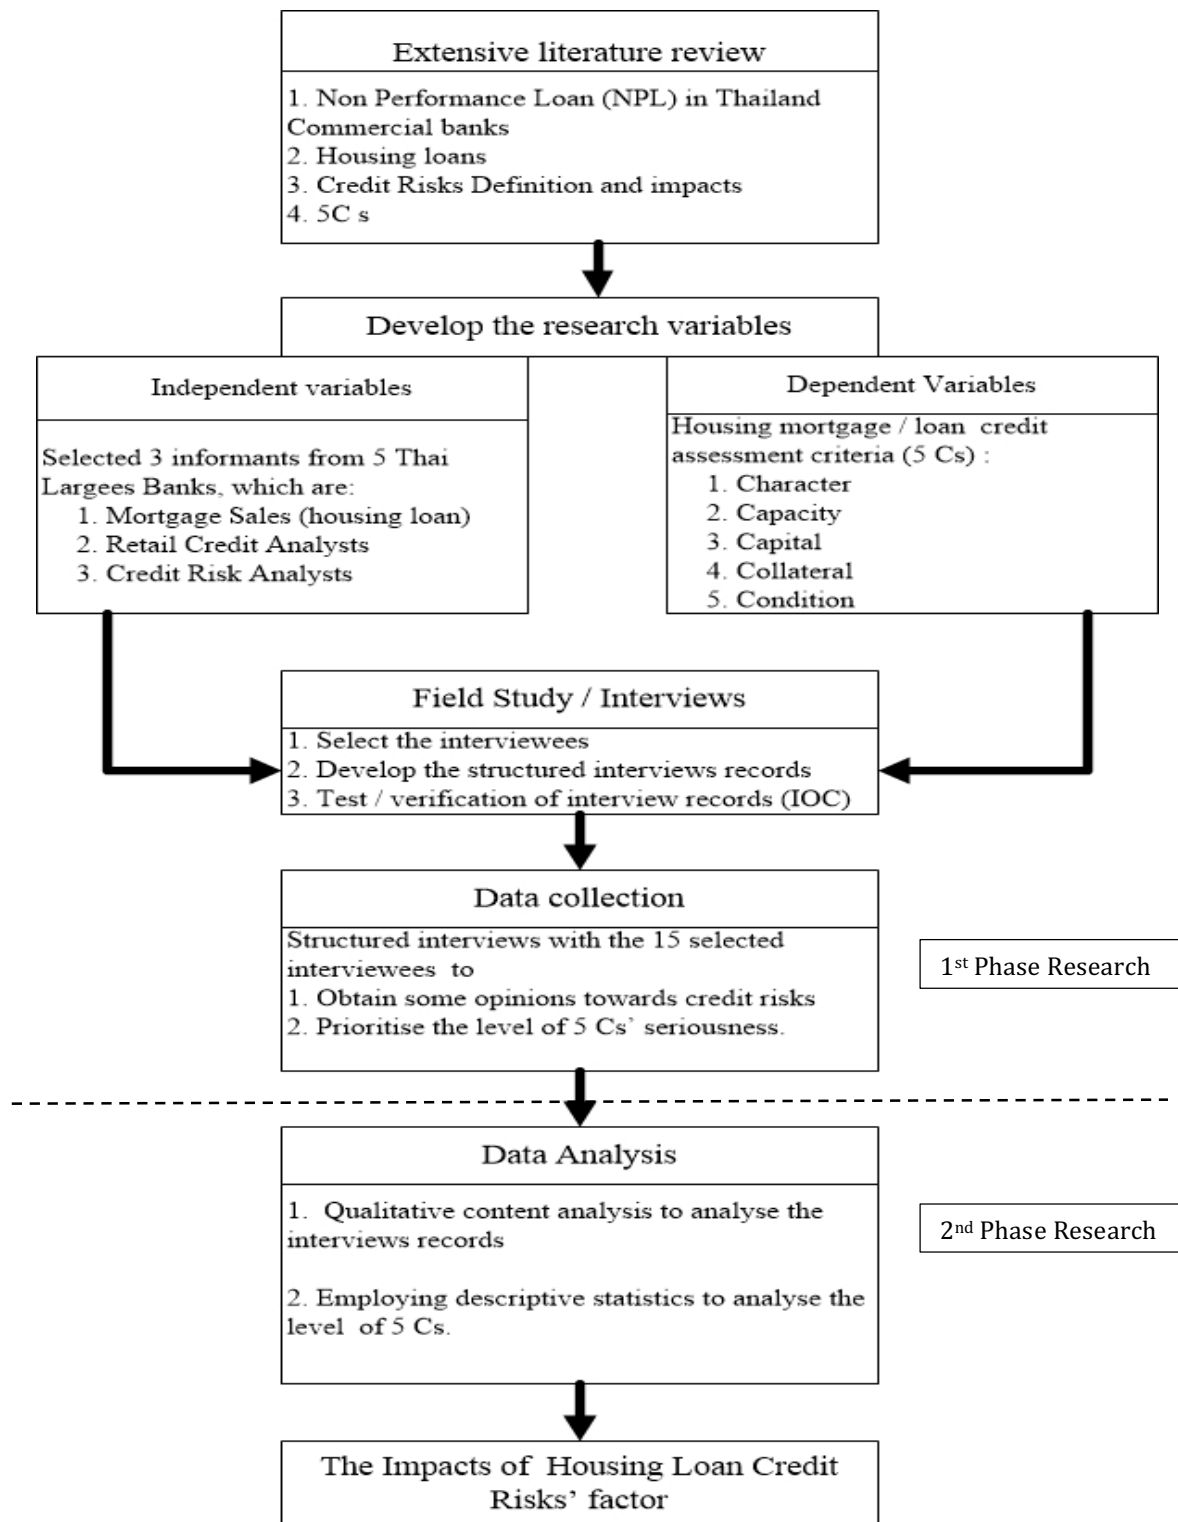 Extensive literature review
1. Non Performance Loan (NPL) in Thailand
Commercial banks
2. Housing loans
3. Credit Risks Definition and impacts
4. 5C s
Develop the research variables
Independent variables
Selected 3 informants from 5 Thai
Largees Banks, which are:
1. Mortgage Sales (housing loan)
2. Retail Credit Analysts
3. Credit Risk Analysts
Dependent Variables
Housing mortgage / loan credit
assessment criteria (5 Cs) :
1. Character
2. Capacity
3. Capital
4. Collateral
5. Condition
Field Study / Interviews
1. Select the interviewees
2. Develop the structured interviews records
3. Test / verification of interview records (IOC)
Data collection
Structured interviews with the 15 selected
interviewees to
1. Obtain some opinions towards credit risks
2. Prioritise the level of 5 Cs’ seriousness.
1st Phase Research
Data Analysis
1. Qualitative content analysis to analyse the
interviews records
2. Employing descriptive statistics to analyse the
level of 5 Cs.
2nd Phase Research
The Impacts of Housing Loan Credit
Risks’ factor